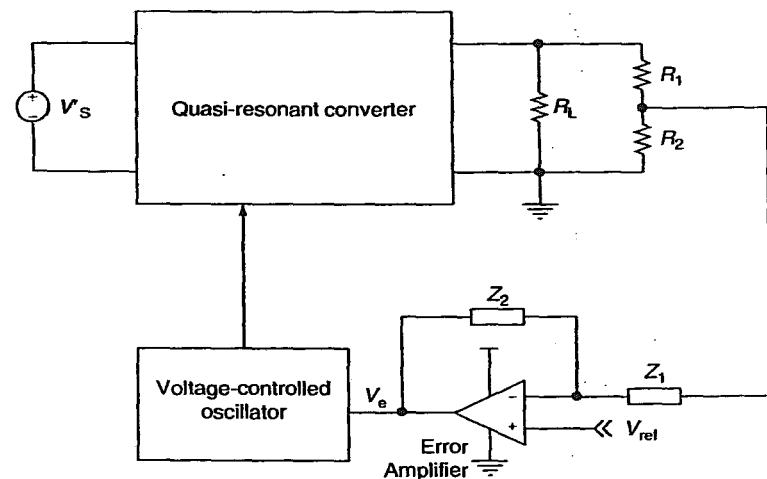 Quasi-resonant converter
+
−
V'S
RL
R1
R2
Z2
Voltage-controlled
oscillator
Ve
−
+
Z1
Vref
Error
Amplifier